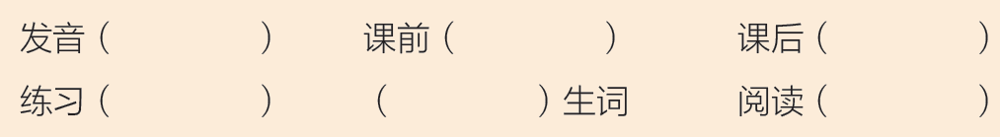 发音（	）	课前（	）	课后（	）
练习（	）	（	）生词	阅读（	）